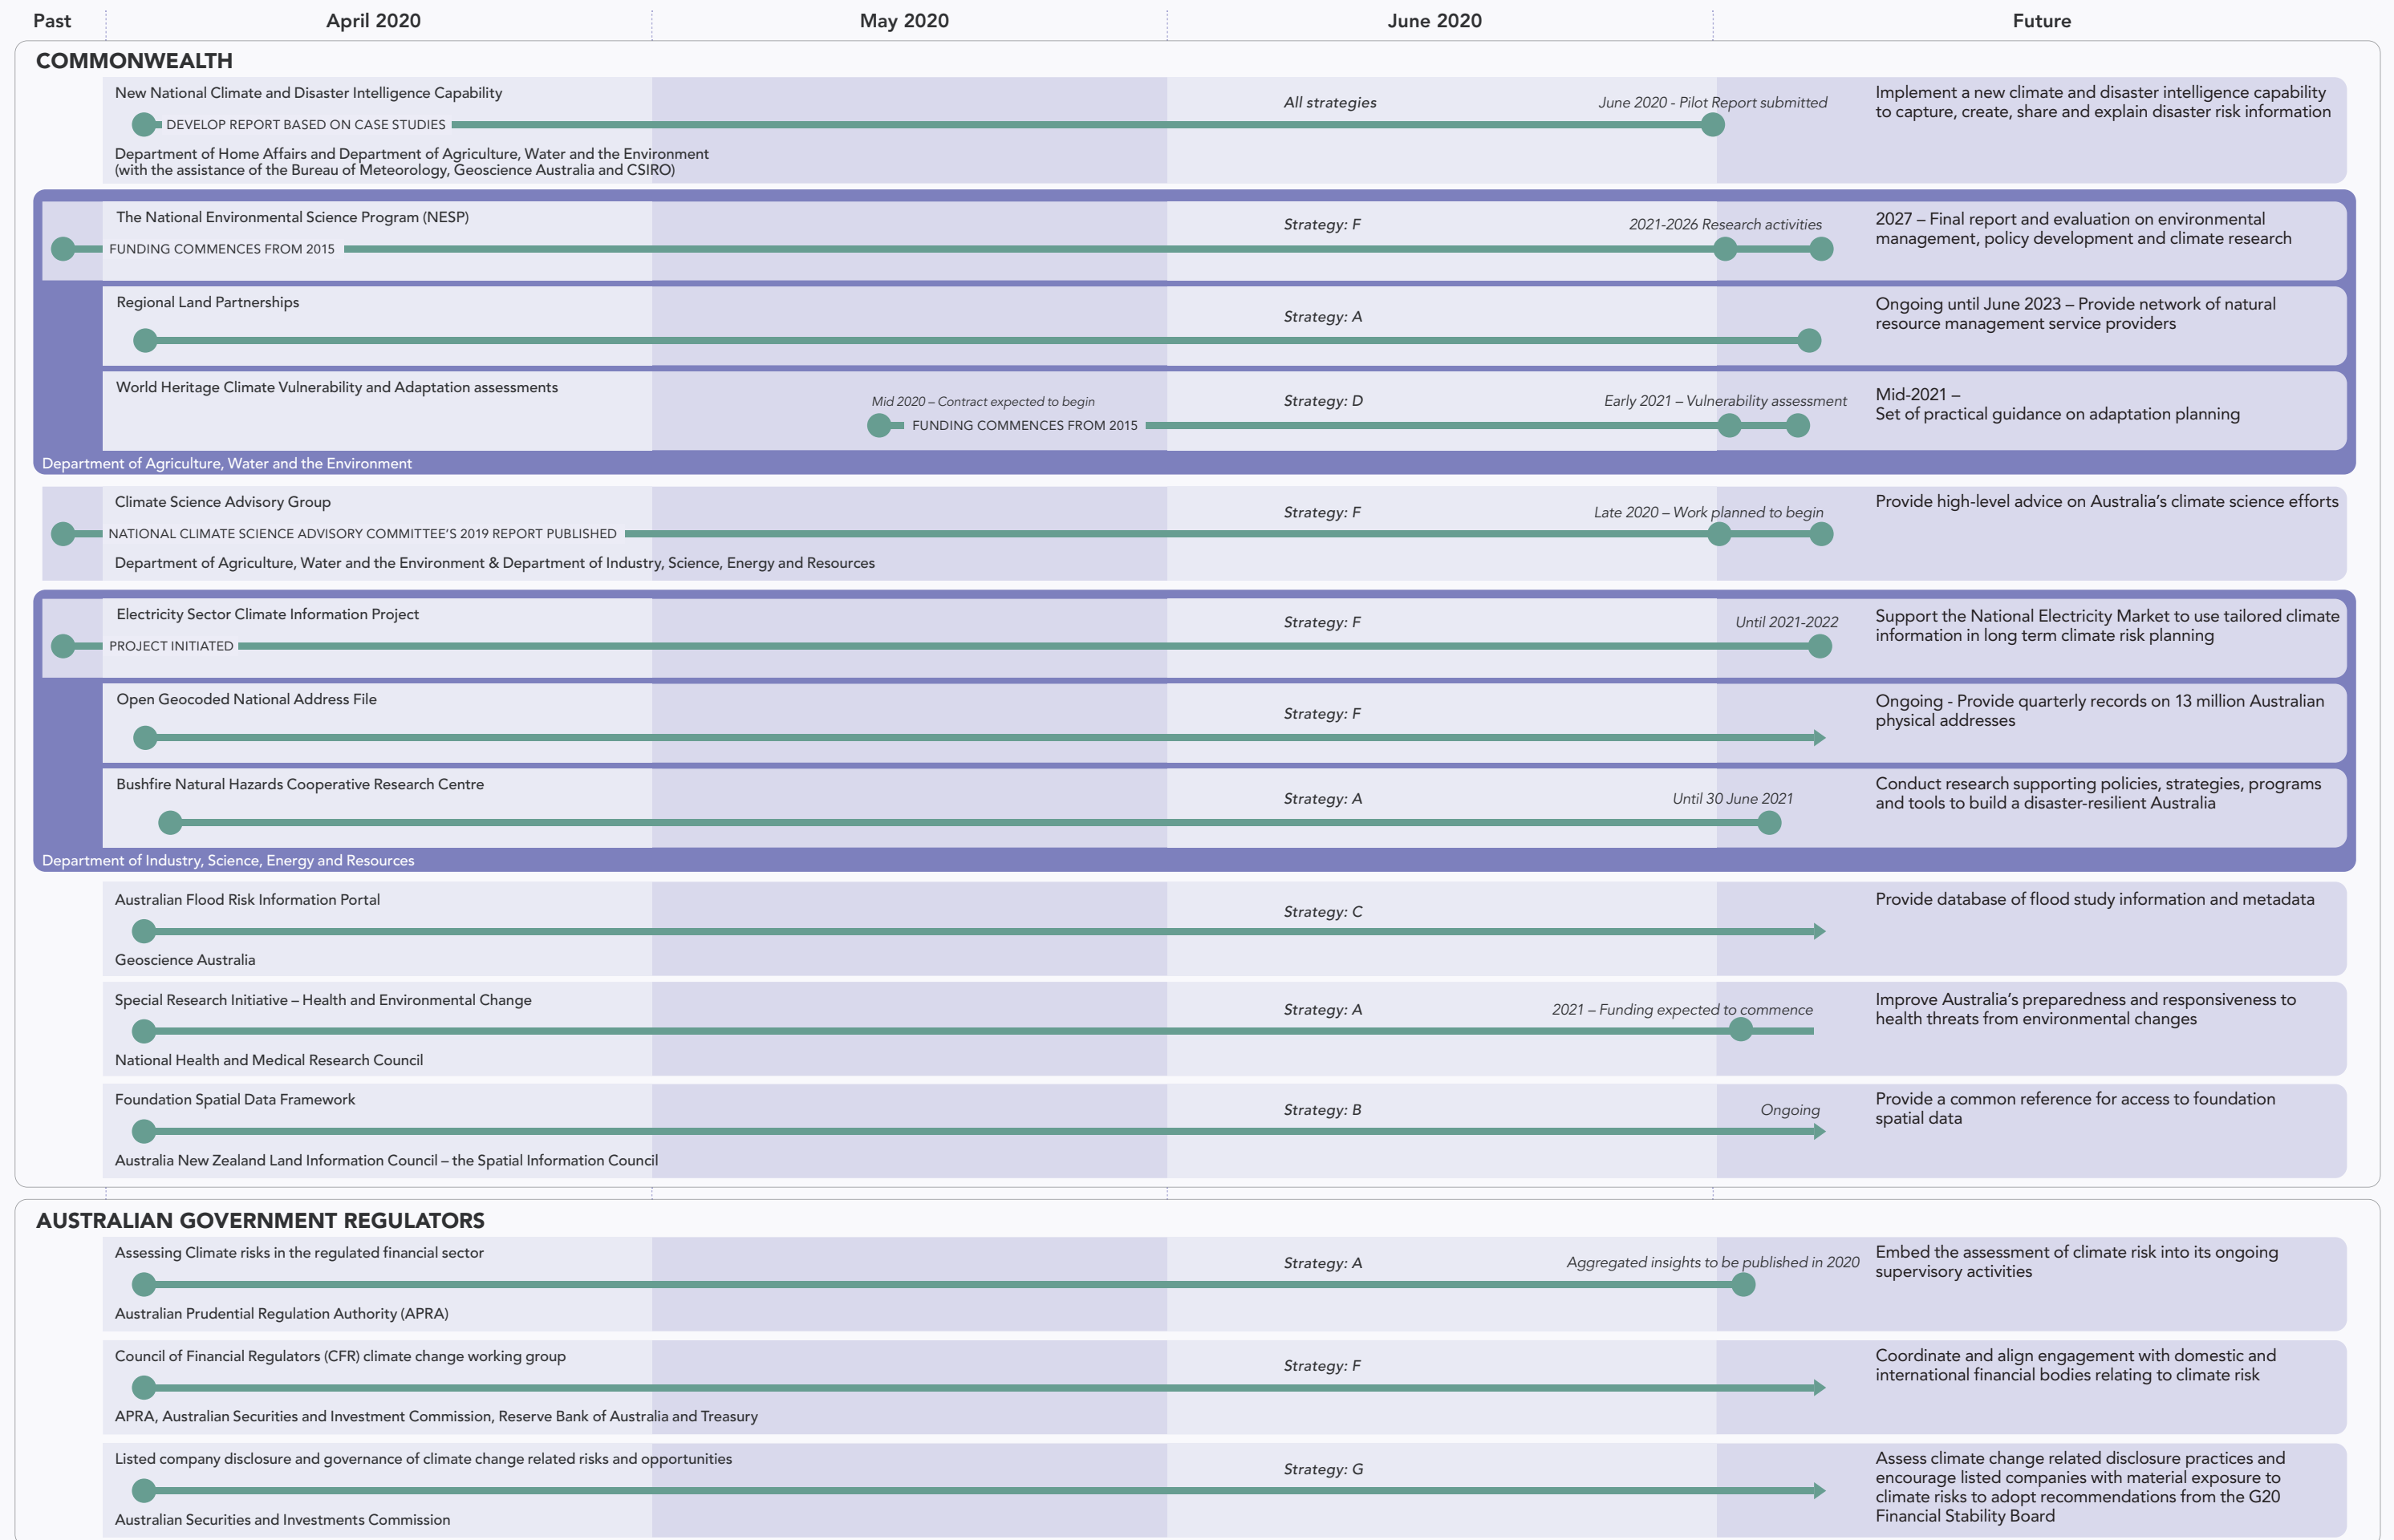 Past
April 2020
May 2020
June 2020
Future
COMMONWEALTH
New National Climate and Disaster Intelligence Capability
DEVELOP REPORT BASED ON CASE STUDIES
Department of Home Affairs and Department of Agriculture, Water and the Environment
(with the assistance of the Bureau of Meteorology, Geoscience Australia and CSIRO)
All strategies
June 2020 - Pilot Report submitted
Implement a new climate and disaster intelligence capability
to capture, create, share and explain disaster risk information
The National Environmental Science Program (NESP)
FUNDING COMMENCES FROM 2015
Strategy: F
2021-2026 Research activities
2027 – Final report and evaluation on environmental
management, policy development and climate research
Regional Land Partnerships
Strategy: A
Ongoing until June 2023 – Provide network of natural
resource management service providers
World Heritage Climate Vulnerability and Adaptation assessments
Mid 2020 – Contract expected to begin
FUNDING COMMENCES FROM 2015
Strategy: D
Early 2021 – Vulnerability assessment
Mid-2021 –
Set of practical guidance on adaptation planning
Department of Agriculture, Water and the Environment
Climate Science Advisory Group
NATIONAL CLIMATE SCIENCE ADVISORY COMMITTEE'S 2019 REPORT PUBLISHED
Department of Agriculture, Water and the Environment & Department of Industry, Science, Energy and Resources
Strategy: F
Late 2020 – Work planned to begin
Provide high-level advice on Australia's climate science efforts
Electricity Sector Climate Information Project
PROJECT INITIATED
Strategy: F
Until 2021-2022
Support the National Electricity Market to use tailored climate
information in long term climate risk planning
Open Geocoded National Address File
Strategy: F
Ongoing - Provide quarterly records on 13 million Australian
physical addresses
Bushfire Natural Hazards Cooperative Research Centre
Strategy: A
Until 30 June 2021
Conduct research supporting policies, strategies, programs
and tools to build a disaster-resilient Australia
Department of Industry, Science, Energy and Resources
Australian Flood Risk Information Portal
Geoscience Australia
Strategy: C
Provide database of flood study information and metadata
Special Research Initiative – Health and Environmental Change
National Health and Medical Research Council
Strategy: A
2021 – Funding expected to commence
Improve Australia's preparedness and responsiveness to
health threats from environmental changes
Foundation Spatial Data Framework
Australia New Zealand Land Information Council – the Spatial Information Council
Strategy: B
Ongoing
Provide a common reference for access to foundation
spatial data
AUSTRALIAN GOVERNMENT REGULATORS
Assessing Climate risks in the regulated financial sector
Australian Prudential Regulation Authority (APRA)
Strategy: A
Aggregated insights to be published in 2020
Embed the assessment of climate risk into its ongoing
supervisory activities
Council of Financial Regulators (CFR) climate change working group
APRA, Australian Securities and Investment Commission, Reserve Bank of Australia and Treasury
Strategy: F
Coordinate and align engagement with domestic and
international financial bodies relating to climate risk
Listed company disclosure and governance of climate change related risks and opportunities
Australian Securities and Investments Commission
Strategy: G
Assess climate change related disclosure practices and
encourage listed companies with material exposure to
climate risks to adopt recommendations from the G20
Financial Stability Board